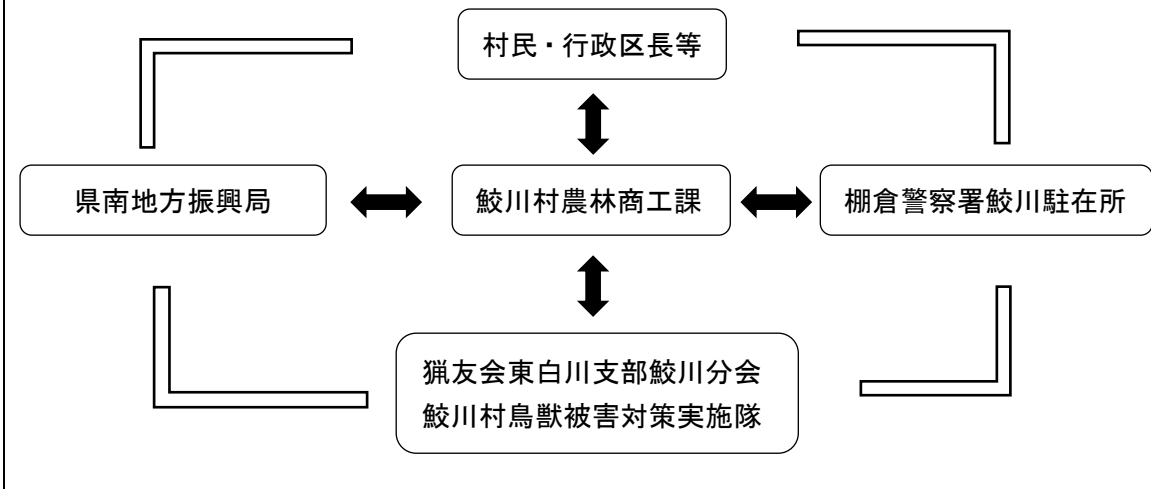 村民・行政区長等
県南地方振興局
鮫川村農林商工課
棚倉警察署鮫川駐在所
猟友会東白川支部鮫川分会
鮫川村鳥獣被害対策実施隊